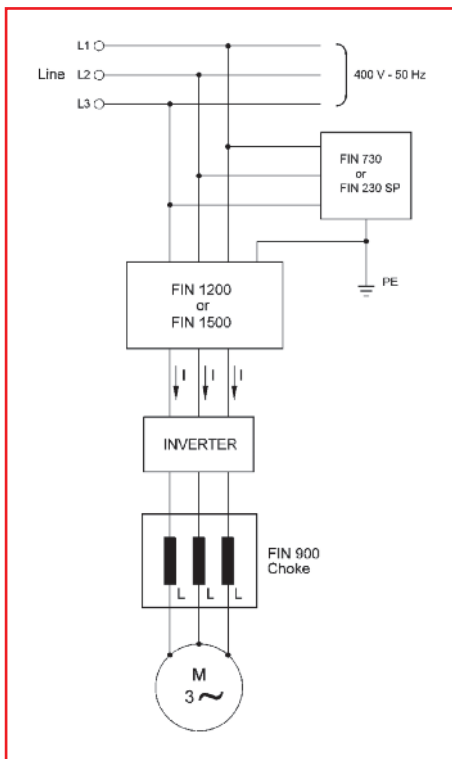 L1
Line L2
L3
400 V - 50 Hz
FIN 730
or
FIN 230 SP
PE
FIN 1200
or
FIN 1500
I I I
INVERTER
FIN 900
Choke
L L L
M
3 ~